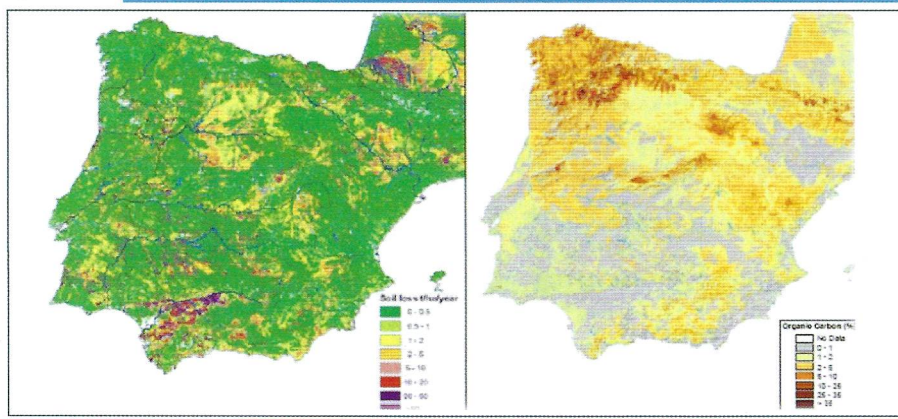 Soil loss t/ha/year
0 - 0.5
0.5 - 1
1 - 2
2 - 5
5 - 10
10 - 20
20 - 50
Organic Carbon (%)
No Data
0 - 1
1 - 2
2 - 5
5 - 10
10 - 25
25 - 35
> 35